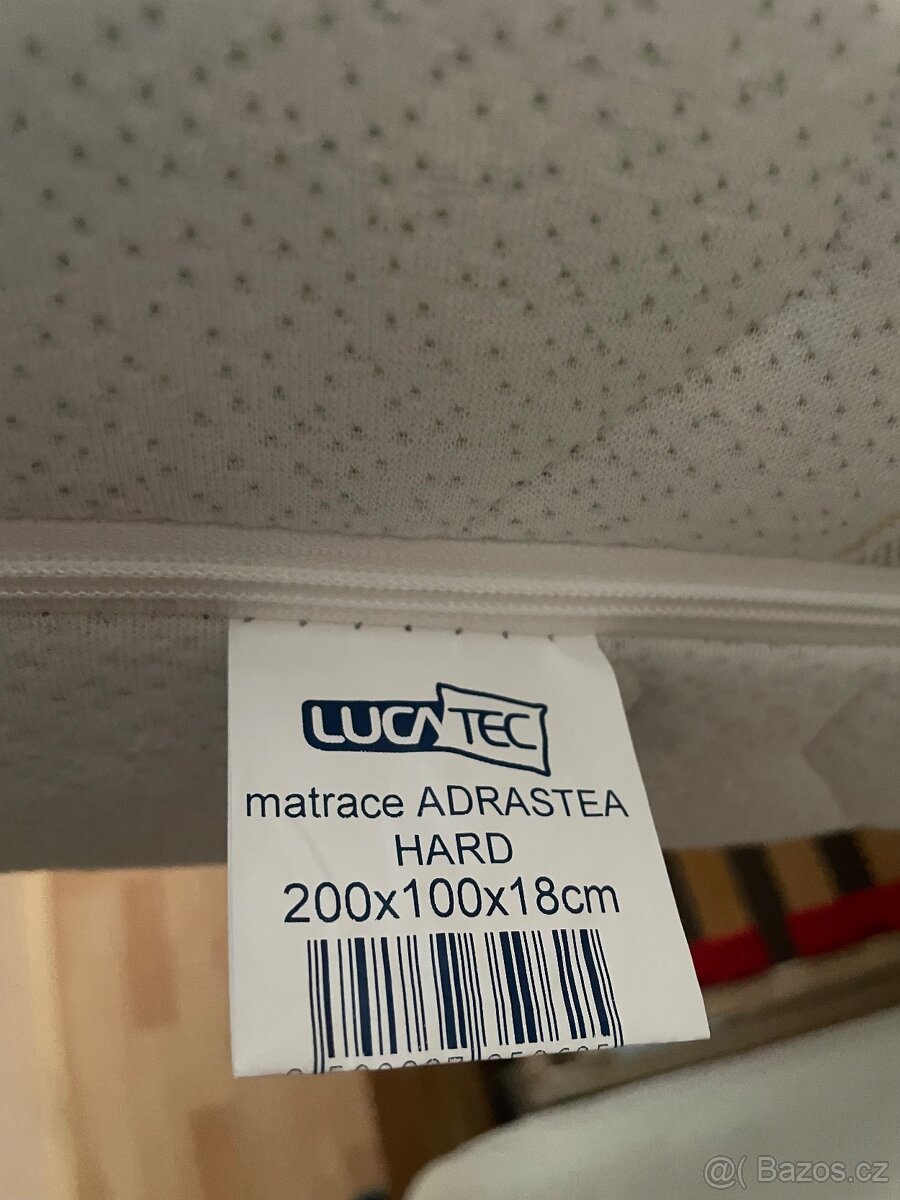 LUCATEC
matrace ADRASTEA
HARD
200x100x18cm
@( Bazos.cz